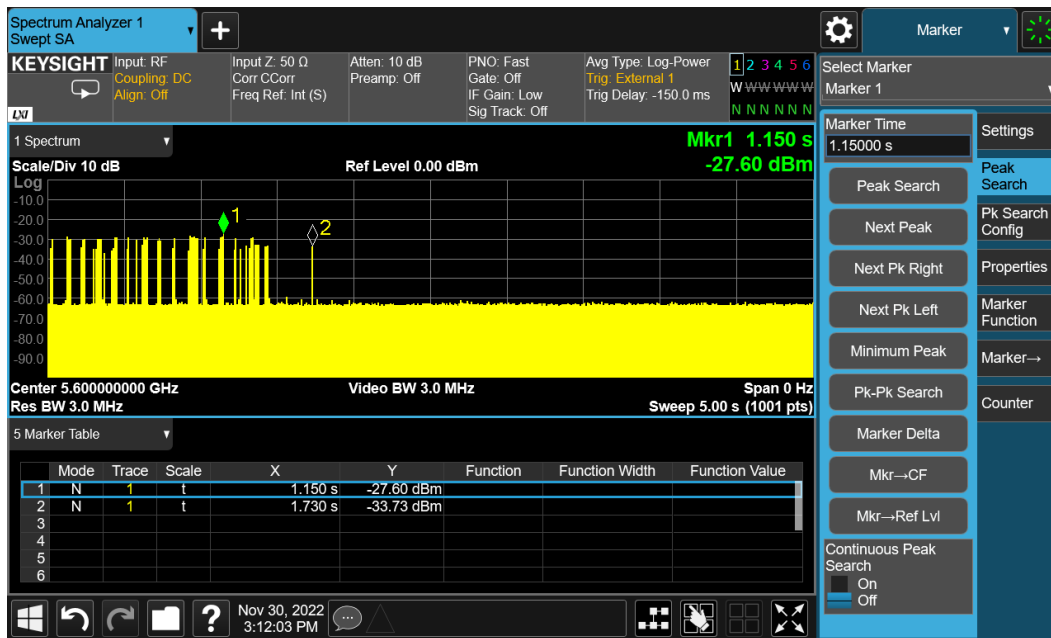 Spectrum Analyzer 1
Swept SA
+
Marker
KEYSIGHT
LXI
Input: RF
Coupling: DC
Align: Off
Input Z: 50 Ω
Corr CCorr
Freq Ref: Int (S)
Atten: 10 dB
Preamp: Off
PNO: Fast
Gate: Off
IF Gain: Low
Sig Track: Off
Avg Type: Log-Power
Trig: External 1
Trig Delay: -150.0 ms
1 2 3 4 5 6
W W W W W W
N N N N N N
Select Marker
Marker 1
1 Spectrum
Mkr1 1.150 s
Scale/Div 10 dB
Ref Level 0.00 dBm
-27.60 dBm
Log
-10.0
-20.0
-30.0
-40.0
-50.0
-60.0
-70.0
-80.0
-90.0
1
2
Center 5.600000000 GHz
Video BW 3.0 MHz
Span 0 Hz
Res BW 3.0 MHz
Sweep 5.00 s (1001 pts)
5 Marker Table
Mode Trace Scale X Y Function Function Width Function Value
1 N 1 t 1.150 s -27.60 dBm
2 N 1 t 1.730 s -33.73 dBm
3
4
5
6
Marker Time
1.15000 s
Peak Search
Next Peak
Next Pk Right
Next Pk Left
Minimum Peak
Pk-Pk Search
Marker Delta
Mkr→CF
Mkr→Ref Lvl
Continuous Peak
Search
On
Off
Settings
Peak
Search
Pk Search
Config
Properties
Marker
Function
Marker→
Counter
?
Nov 30, 2022
3:12:03 PM